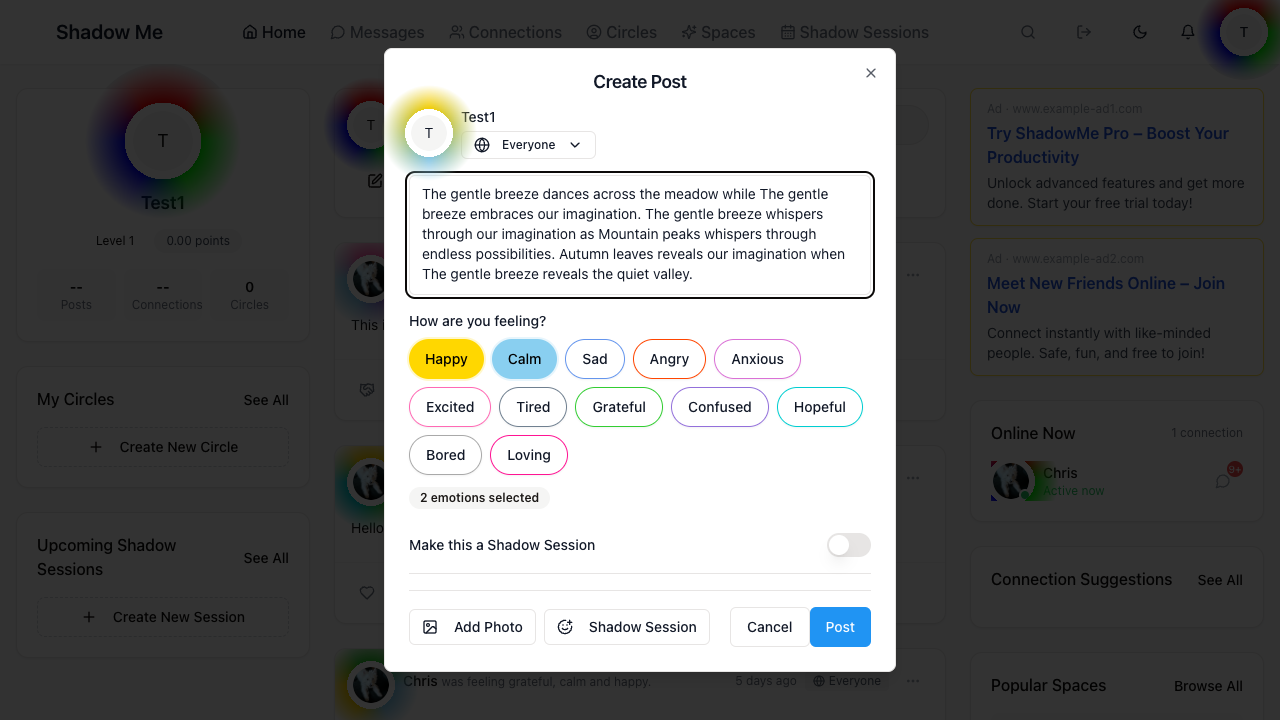 Shadow Me
Home
Messages
Connections
Circles
Spaces
Shadow Sessions
T
T
Test1
Level 1
0.00 points
--
Posts
--
Connections
0
Circles
My Circles
See All
Create New Circle
Upcoming Shadow
Sessions
See All
Create New Session
T
This i
Hello
Chris was feeling grateful, calm and happy.
5 days ago
Everyone
Create Post
T
Test1
Everyone
The gentle breeze dances across the meadow while The gentle
breeze embraces our imagination. The gentle breeze whispers
through our imagination as Mountain peaks whispers through
endless possibilities. Autumn leaves reveals our imagination when
The gentle breeze reveals the quiet valley.
How are you feeling?
Happy
Calm
Sad
Angry
Anxious
Excited
Tired
Grateful
Confused
Hopeful
Bored
Loving
2 emotions selected
Make this a Shadow Session
Add Photo
Shadow Session
Cancel
Post
Ad · www.example-ad1.com
Try ShadowMe Pro – Boost Your
Productivity
Unlock advanced features and get more
done. Start your free trial today!
Ad · www.example-ad2.com
Meet New Friends Online – Join
Now
Connect instantly with like-minded
people. Safe, fun, and free to join!
Online Now
1 connection
Chris
Active now
9+
Connection Suggestions
See All
Popular Spaces
Browse All